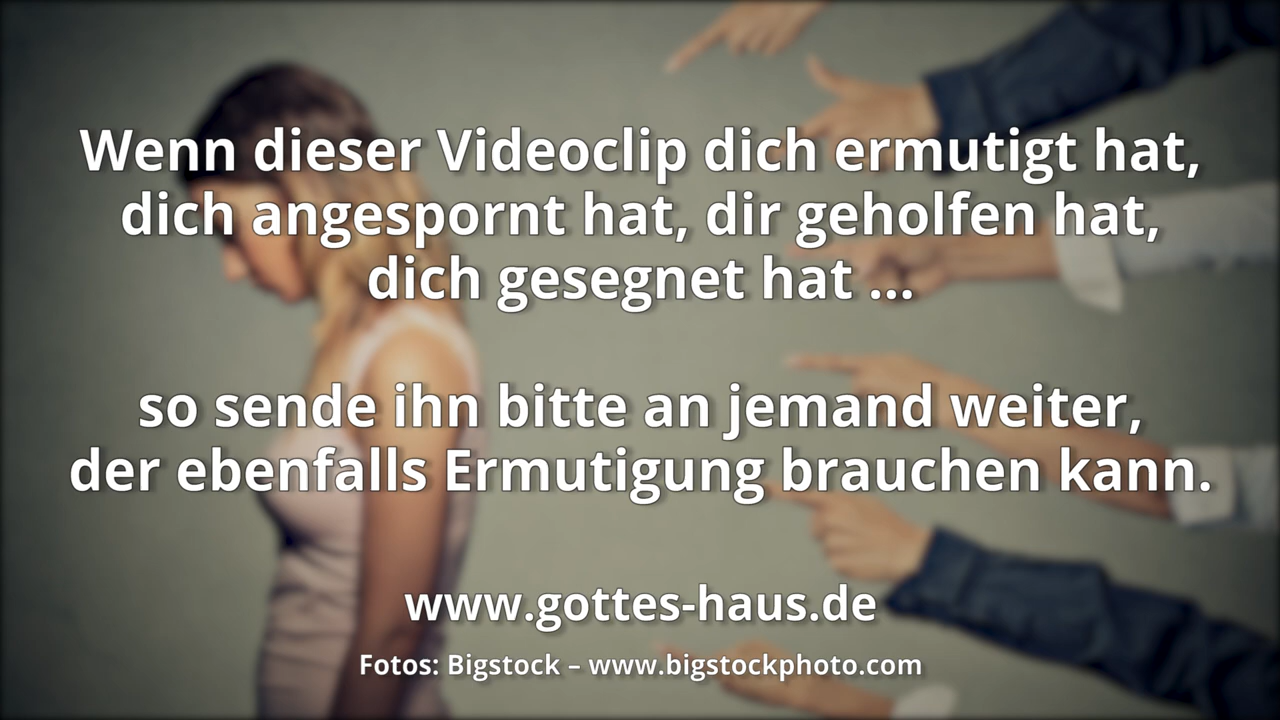 Wenn dieser Videoclip dich ermutigt hat,
dich angespornt hat, dir geholfen hat,
dich gesegnet hat ...
so sende ihn bitte an jemand weiter,
der ebenfalls Ermutigung brauchen kann.
www.gottes-haus.de
Fotos: Bigstock – www.bigstockphoto.com